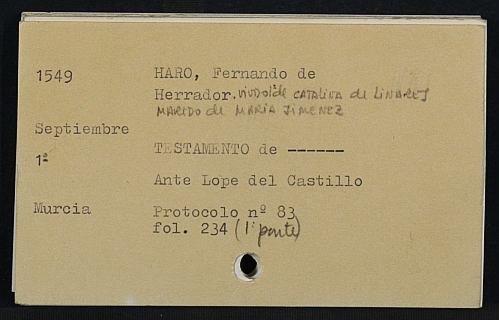 1549 HARO, Fernando de
Herrador. viudo de CATALINA de LINARES
MARIDO de MARIA JIMENEZ
Septiembre
1ª TESTAMENTO de ------
Ante Lope del Castillo
Murcia Protocolo nº 83
fol. 234 (1ª parte)